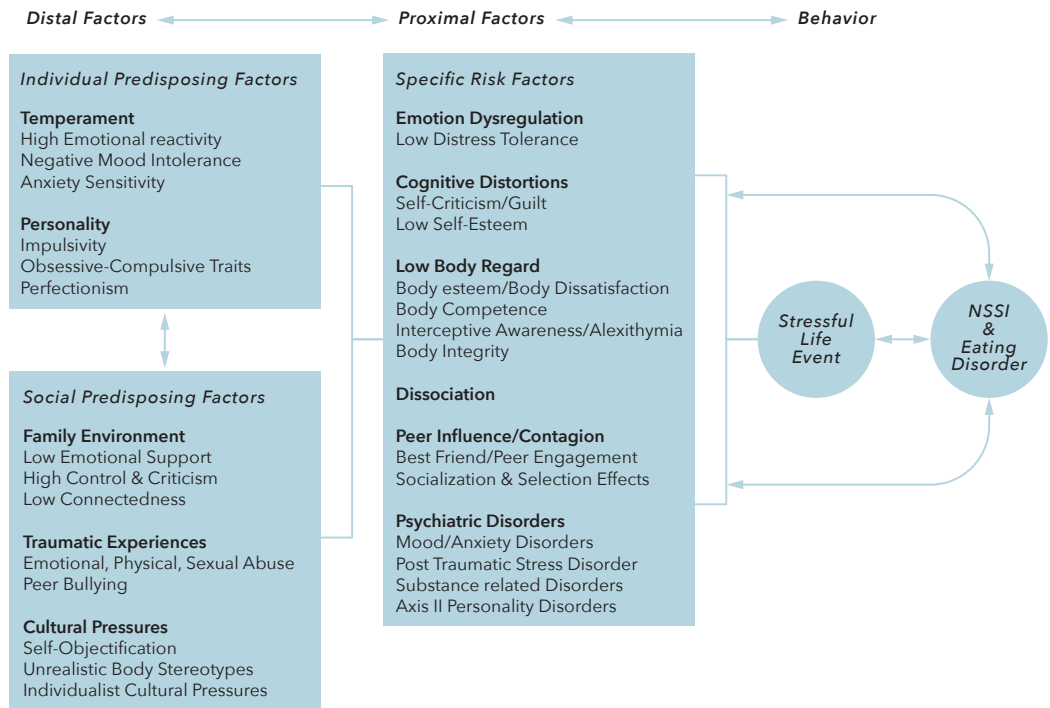 Distal Factors
Proximal Factors
Behavior
Individual Predisposing Factors
Temperament
High Emotional reactivity
Negative Mood Intolerance
Anxiety Sensitivity
Personality
Impulsivity
Obsessive-Compulsive Traits
Perfectionism
Social Predisposing Factors
Family Environment
Low Emotional Support
High Control & Criticism
Low Connectedness
Traumatic Experiences
Emotional, Physical, Sexual Abuse
Peer Bullying
Cultural Pressures
Self-Objectification
Unrealistic Body Stereotypes
Individualist Cultural Pressures
Specific Risk Factors
Emotion Dysregulation
Low Distress Tolerance
Cognitive Distortions
Self-Criticism/Guilt
Low Self-Esteem
Low Body Regard
Body esteem/Body Dissatisfaction
Body Competence
Interceptive Awareness/Alexithymia
Body Integrity
Dissociation
Peer Influence/Contagion
Best Friend/Peer Engagement
Socialization & Selection Effects
Psychiatric Disorders
Mood/Anxiety Disorders
Post Traumatic Stress Disorder
Substance related Disorders
Axis II Personality Disorders
Stressful
Life
Event
NSSI
&
Eating
Disorder